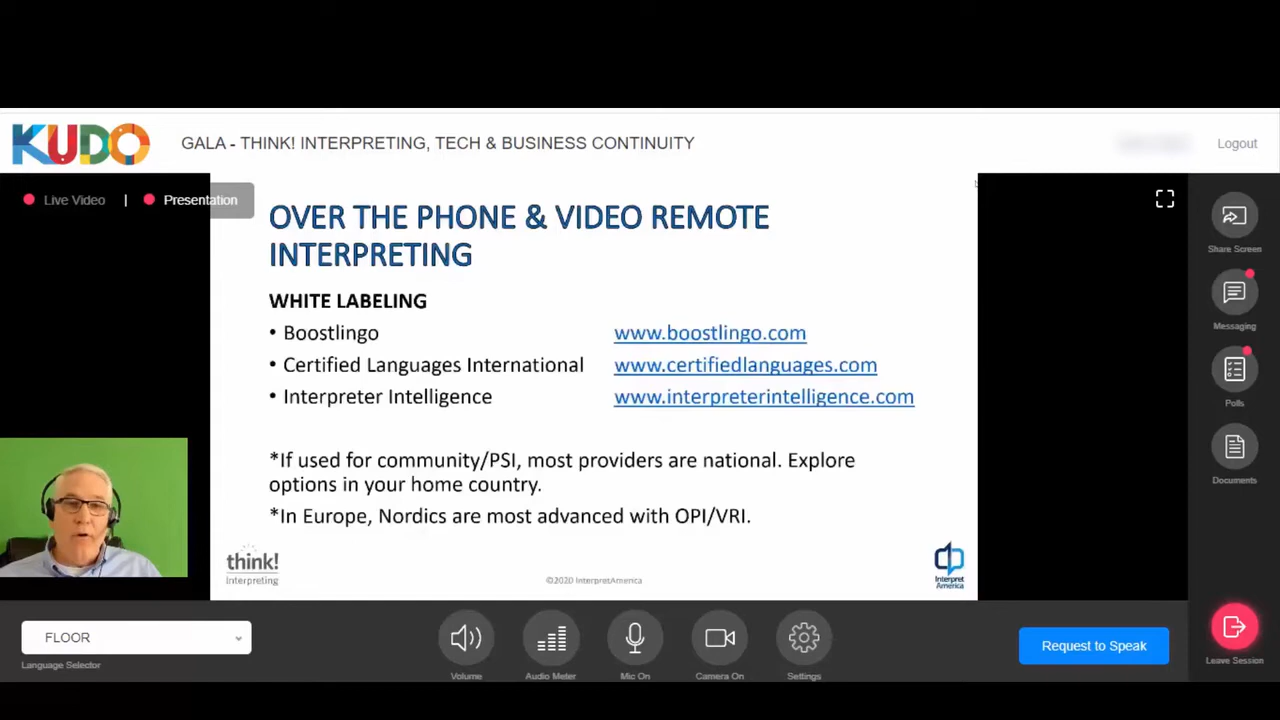 KUDO
GALA - THINK! INTERPRETING, TECH & BUSINESS CONTINUITY
Logout
Live Video | Presentation
OVER THE PHONE & VIDEO REMOTE
INTERPRETING
WHITE LABELING
• Boostlingo www.boostlingo.com
• Certified Languages International www.certifiedlanguages.com
• Interpreter Intelligence www.interpreterintelligence.com
*If used for community/PSI, most providers are national. Explore
options in your home country.
*In Europe, Nordics are most advanced with OPI/VRI.
think!
interpreting
©2020 InterpretAmerica
Interpret
America
Share Screen
Messaging
Polls
Documents
Leave Session
FLOOR
Language Selector
Volume
Audio Meter
Mic On
Camera On
Settings
Request to Speak